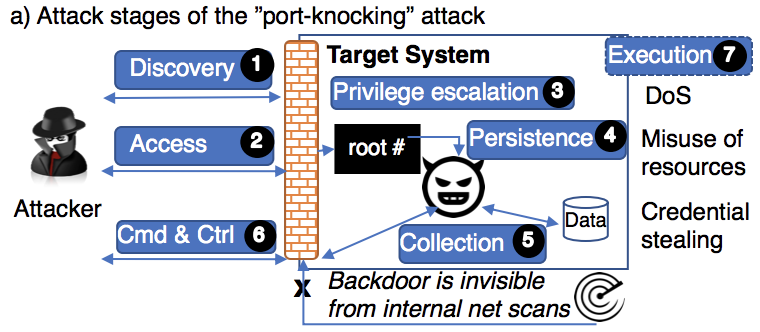 a) Attack stages of the ”port-knocking” attack
Discovery 1
Target System
Execution 7
Privilege escalation 3
DoS
Access 2
root #
Persistence 4
Misuse of
resources
Attacker
Data
Credential
stealing
Cmd & Ctrl 6
Collection 5
x Backdoor is invisible
from internal net scans